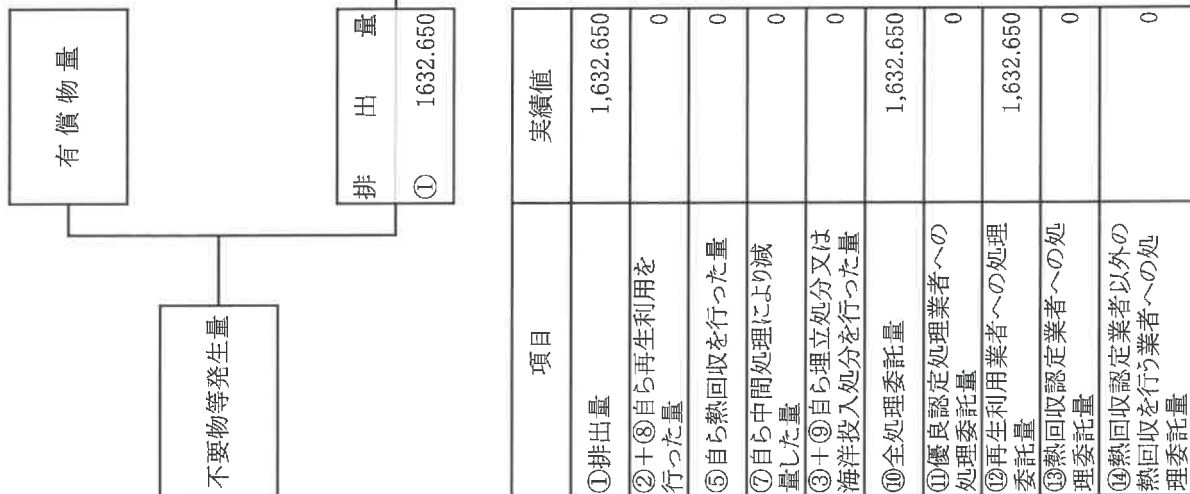 有償物量
不要物等発生量
排出量
① 1632.650
項目 実績値
①排出量 1,632.650
②+⑧自ら再生利用を
行った量 0
⑤自ら熱回収を行った量 0
⑦自ら中間処理により減
量した量 0
③+⑨自ら埋立処分又は
海洋投入処分を行った量 0
⑩全処理委託量 1,632.650
⑪優良認定処理業者への
処理委託量 0
⑫再生利用業者への処理
委託量 1,632.650
⑬熱回収認定業者への処
理委託量 0
⑭熱回収認定業者以外の
熱回収を行う業者への処
理委託量 0